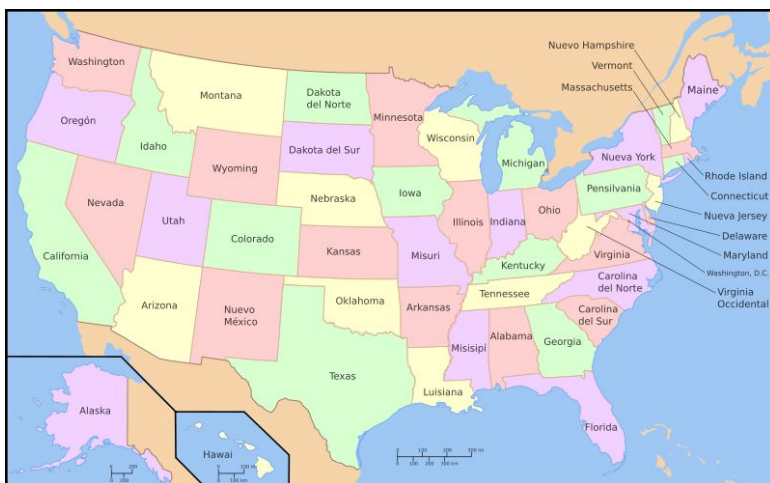 Nuevo Hampshire
Vermont
Massachusetts
Washington
Montana
Dakota
del Norte
Minnesota
Maine
Oregón
Idaho
Wisconsin
Dakota del Sur
Michigan
Nueva York
Wyoming
Rhode Island
Connecticut
Nebraska
Iowa
Pensilvania
Nevada
Utah
Illinois
Indiana
Ohio
Nueva Jersey
Colorado
Delaware
California
Kansas
Misuri
Virginia
Maryland
Kentucky
Washington, D.C.
Carolina
del Norte
Virginia
Occidental
Tennessee
Arizona
Nuevo
México
Oklahoma
Arkansas
Carolina
del Sur
Misisipí
Alabama
Georgia
Texas
Luisiana
Alaska
Florida
Hawai